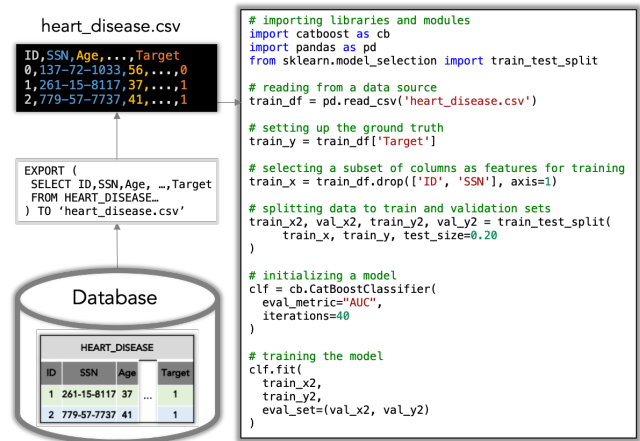 heart_disease.csv
ID,SSN,Age,...,Target
0,137-72-1033,56,...,0
1,261-15-8117,37,...,1
2,779-57-7737,41,...,1
EXPORT (
SELECT ID,SSN,Age, …,Target
FROM HEART_DISEASE…
) TO ‘heart_disease.csv’
Database
HEART_DISEASE
ID SSN Age ... Target
1 261-15-8117 37 1
2 779-57-7737 41 1
# importing libraries and modules
import catboost as cb
import pandas as pd
from sklearn.model_selection import train_test_split
# reading from a data source
train_df = pd.read_csv('heart_disease.csv')
# setting up the ground truth
train_y = train_df['Target']
# selecting a subset of columns as features for training
train_x = train_df.drop(['ID', 'SSN'], axis=1)
# splitting data to train and validation sets
train_x2, val_x2, train_y2, val_y2 = train_test_split(
train_x, train_y, test_size=0.20
)
# initializing a model
clf = cb.CatBoostClassifier(
eval_metric="AUC",
iterations=40
)
# training the model
clf.fit(
train_x2,
train_y2,
eval_set=(val_x2, val_y2)
)